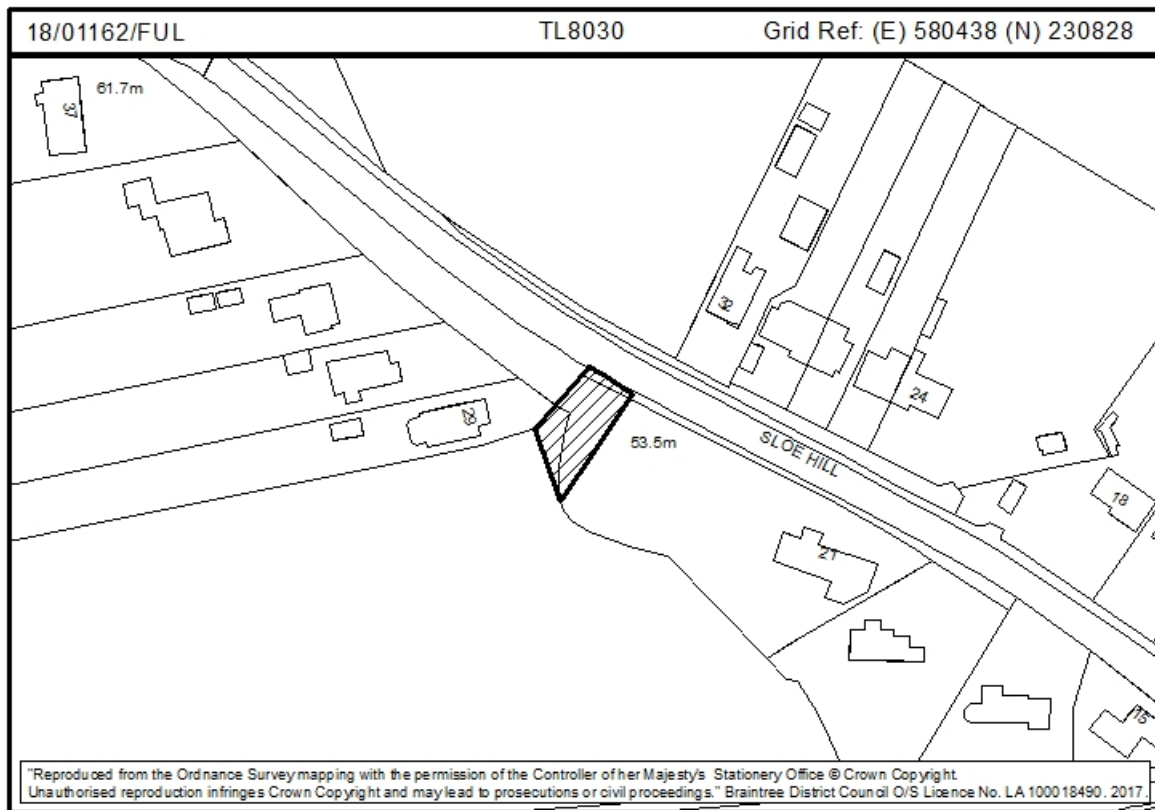 18/01162/FUL TL8030 Grid Ref: (E) 580438 (N) 230828
61.7m
37
32
24
29
53.5m
SLOE HILL
18
21
15
"Reproduced from the Ordnance Survey mapping with the permission of the Controller of her Majesty's Stationery Office © Crown Copyright.
Unauthorised reproduction infringes Crown Copyright and may lead to prosecutions or civil proceedings." Braintree District Council O/S Licence No. LA 100018490. 2017.